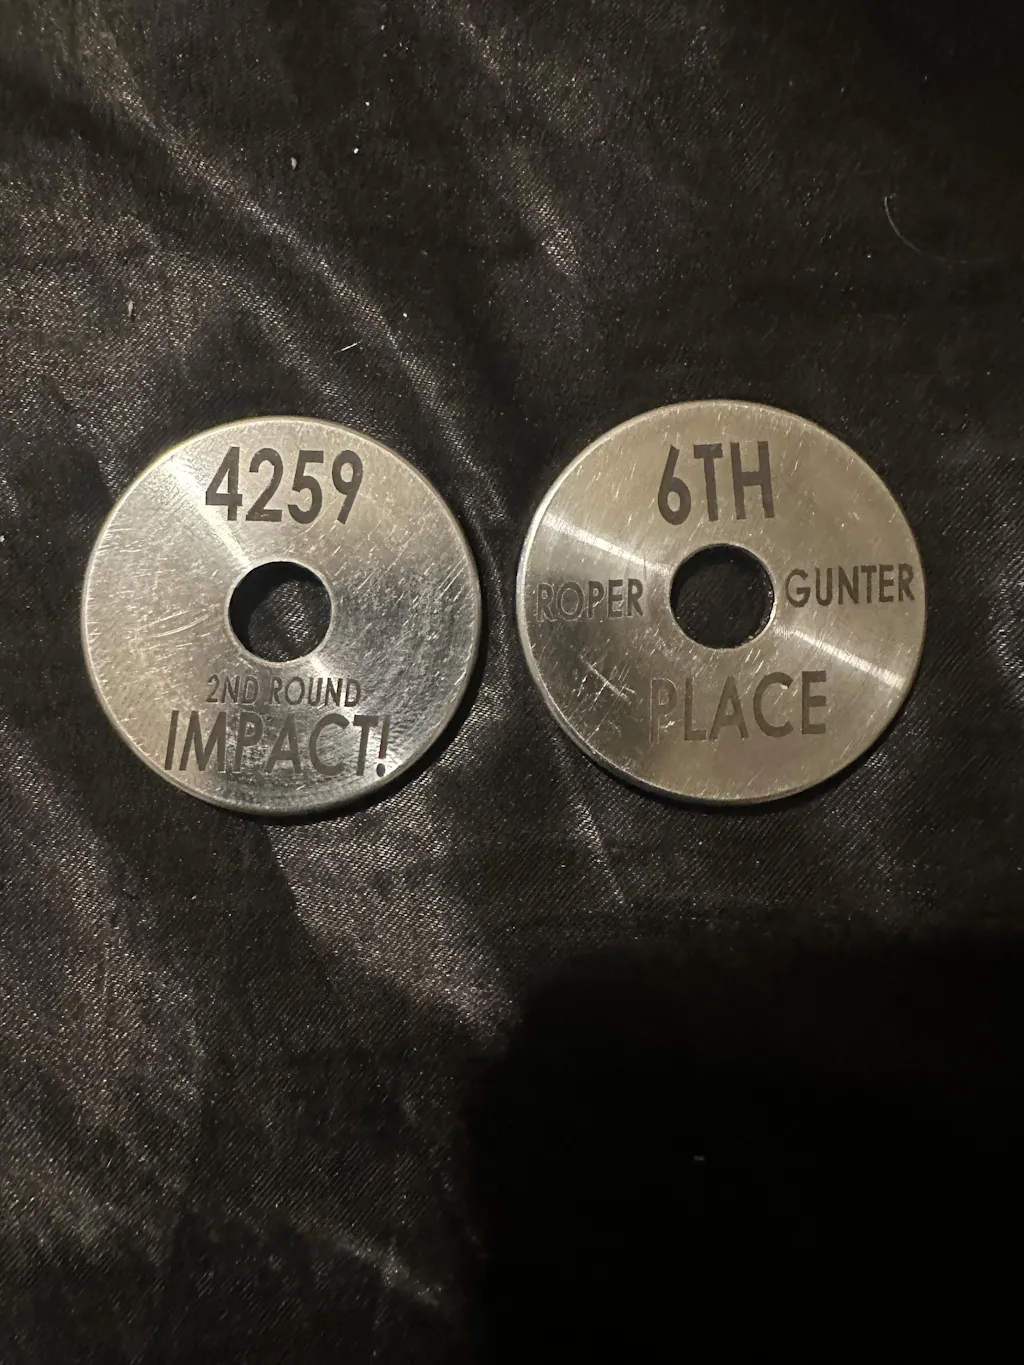 4259
2ND ROUND
IMPACT!
6TH
ROPER GUNTER
PLACE